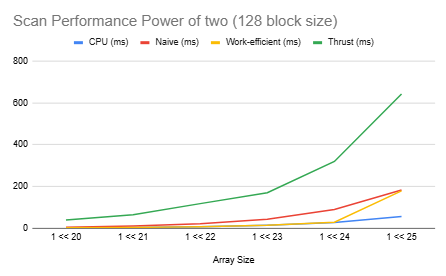 Scan Performance Power of two (128 block size)
CPU (ms) Naive (ms) Work-efficient (ms) Thrust (ms)
800
600
400
200
0
1 << 20 1 << 21 1 << 22 1 << 23 1 << 24 1 << 25
Array Size